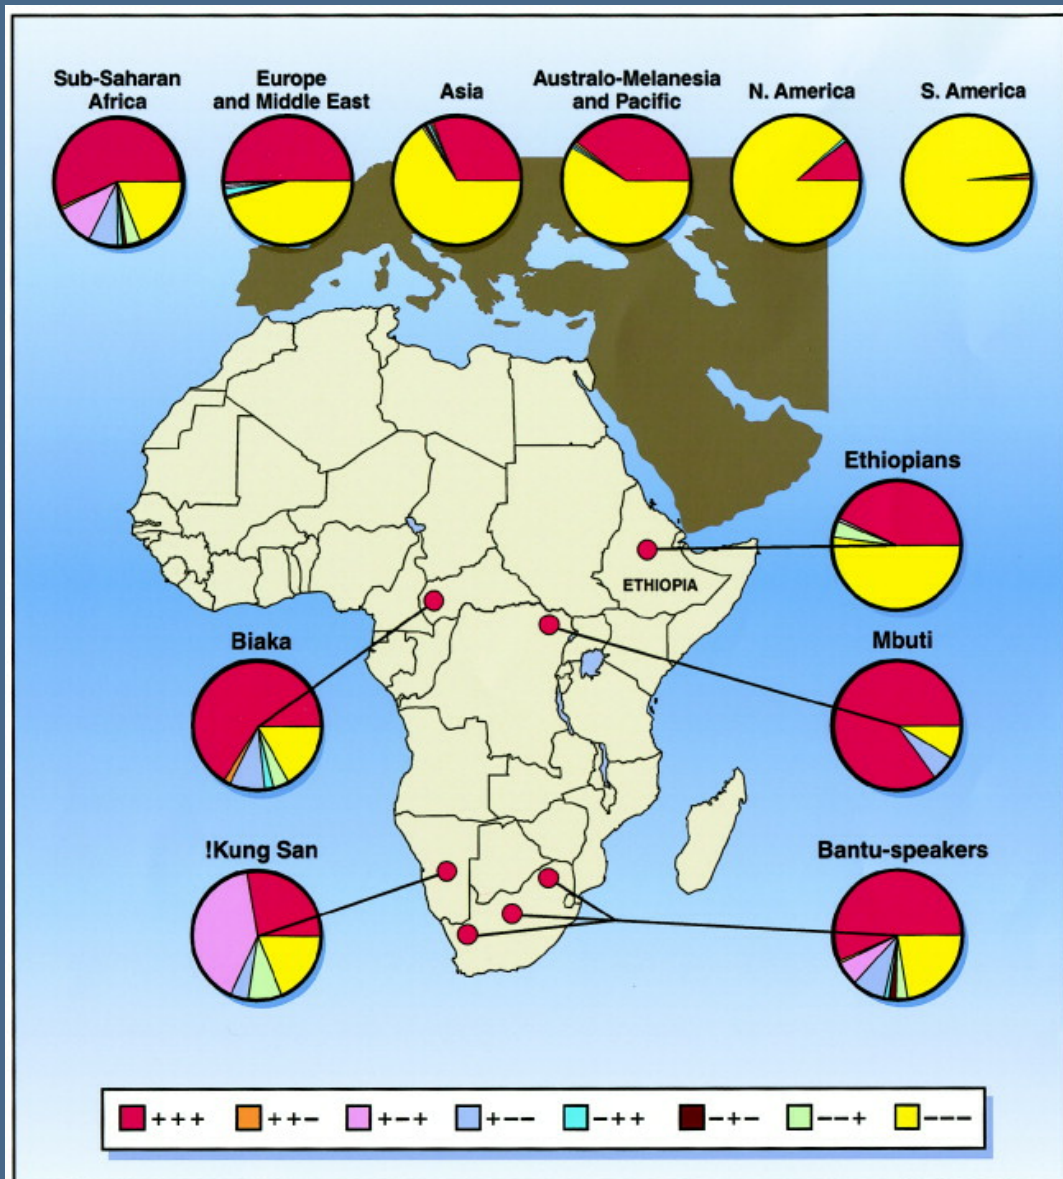 Sub-Saharan
Africa
Europe
and Middle East
Asia
Australo-Melanesia
and Pacific
N. America
S. America
Ethiopians
ETHIOPIA
Biaka
Mbuti
!Kung San
Bantu-speakers
+++ ++- +-+ +-- -++ -+- --+ ---